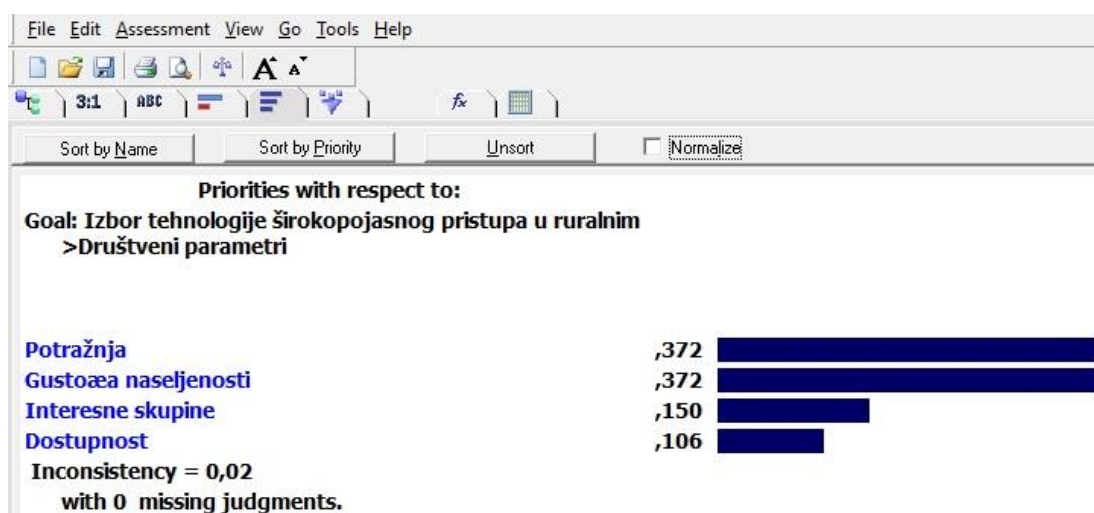 File Edit Assessment View Go Tools Help
A A
3:1 ABC fx
Sort by Name Sort by Priority Unsort Normalize
Priorities with respect to:
Goal: Izbor tehnologije širokopojasnog pristupa u ruralnim
>Društveni parametri
Potražnja ,372
Gustoæa naseljenosti ,372
Interesne skupine ,150
Dostupnost ,106
Inconsistency = 0,02
with 0 missing judgments.